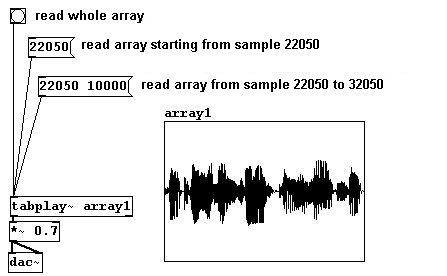 read whole array
22050 read array starting from sample 22050
22050 10000 read array from sample 22050 to 32050
array1
tabplay~ array1
*~ 0.7
dac~